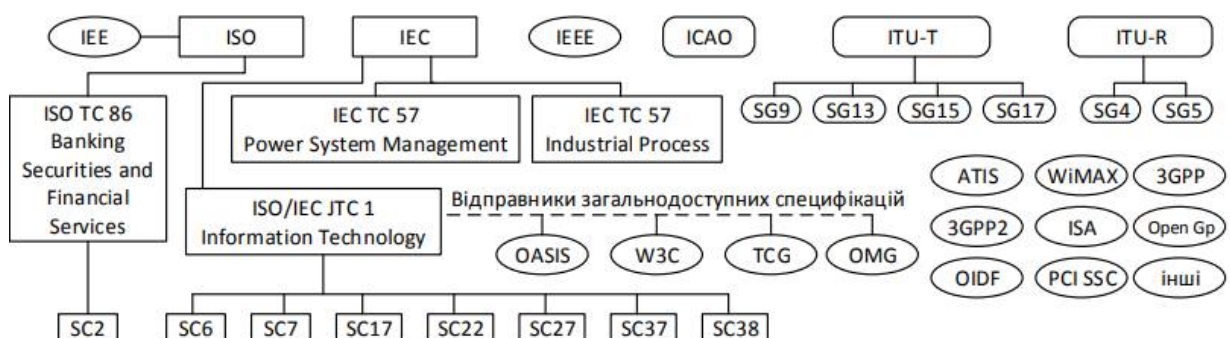 IEE
ISO
IEC
IEEE
ICAO
ITU-T
ITU-R
ISO TC 86
Banking
Securities and
Financial
Services
IEC TC 57
Power System Management
IEC TC 57
Industrial Process
SG9
SG13
SG15
SG17
SG4
SG5
ISO/IEC JTC 1
Information Technology
Відправники загальнодоступних специфікацій
OASIS
W3C
TCG
OMG
ATIS
WiMAX
3GPP
3GPP2
ISA
Open Gp
OIDF
PCI SSC
інші
SC2
SC6
SC7
SC17
SC22
SC27
SC37
SC38